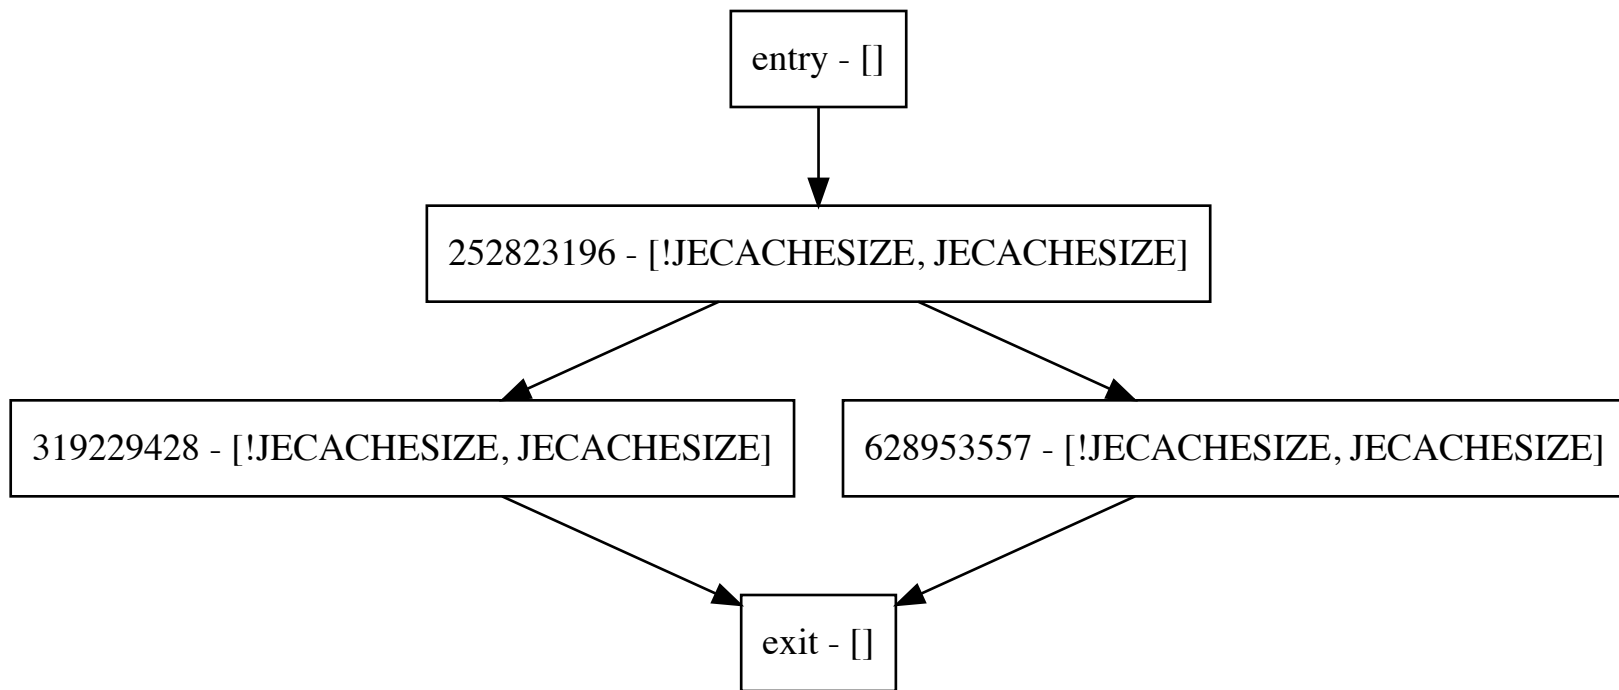 entry - []
252823196 - [!JECACHESIZE, JECACHESIZE]
319229428 - [!JECACHESIZE, JECACHESIZE]
628953557 - [!JECACHESIZE, JECACHESIZE]
exit - []